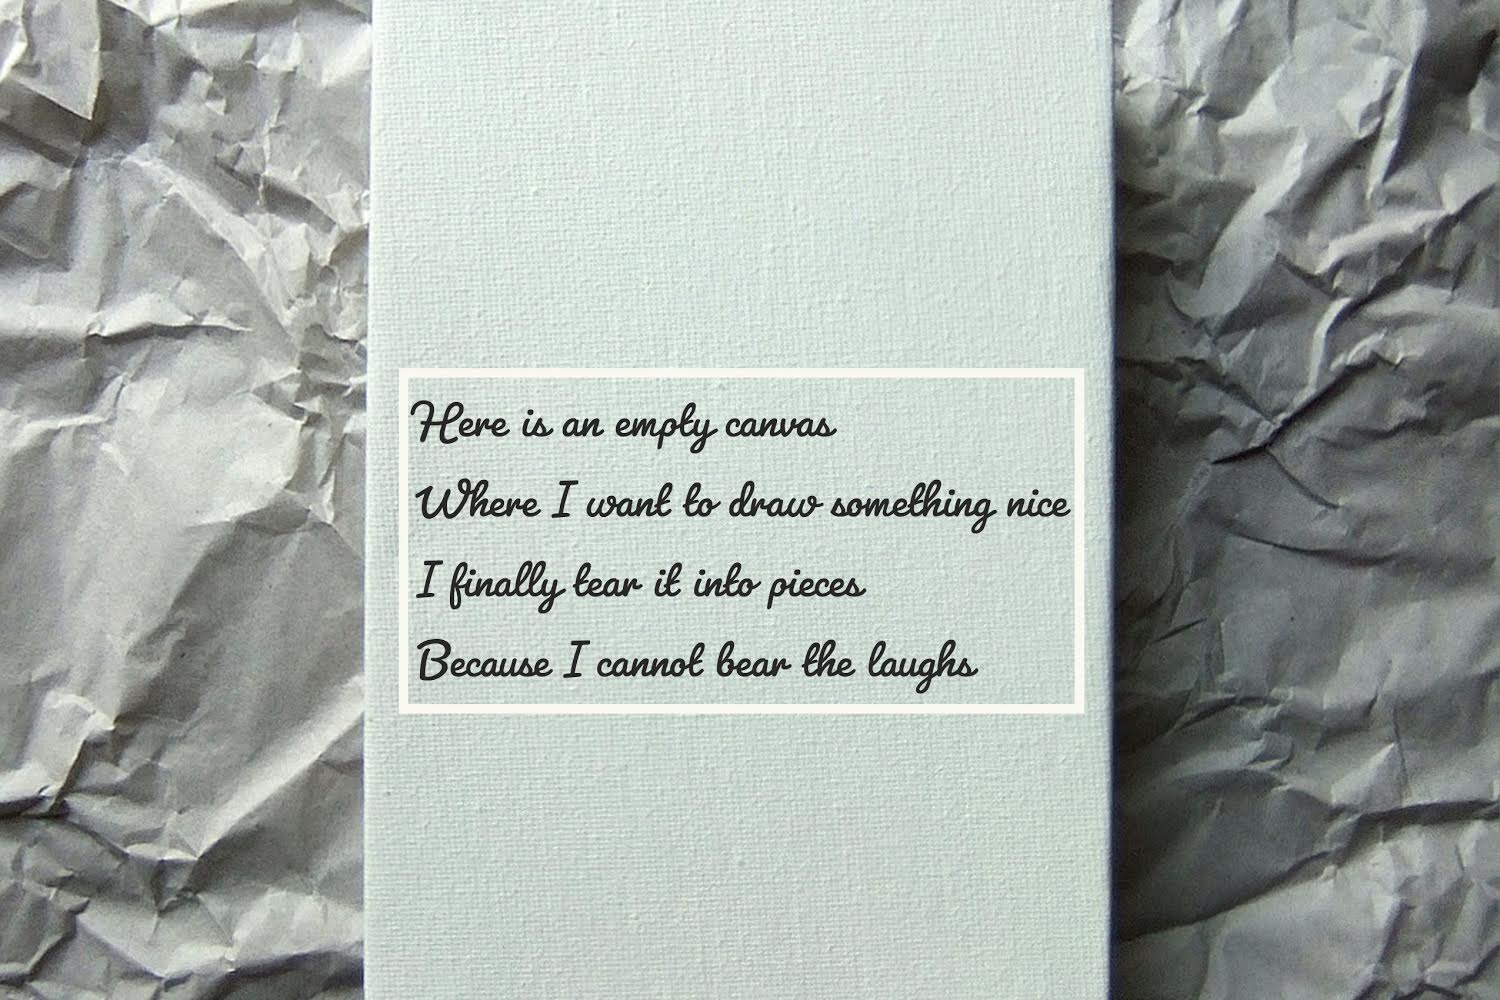 Here is an empty canvas
Where I want to draw something nice
I finally tear it into pieces
Because I cannot bear the laughs